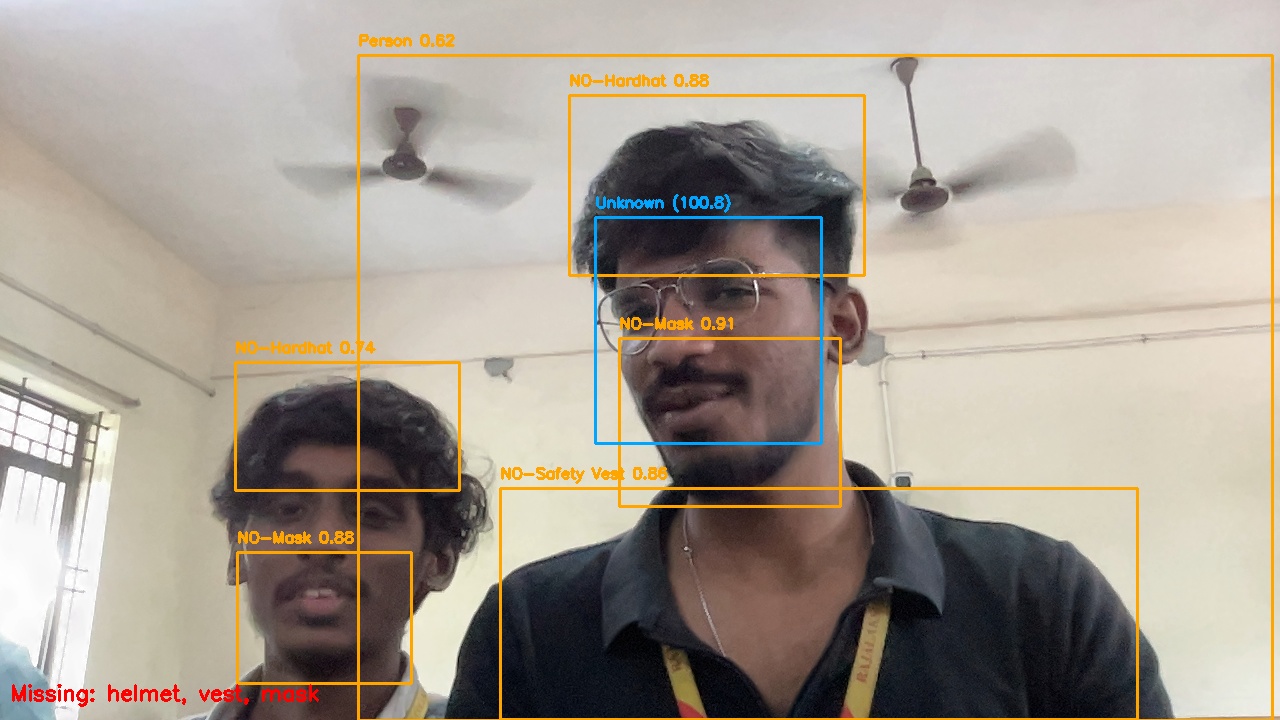 Person 0.62
NO-Hardhat 0.88
Unknown (100.8)
NO-Mask 0.91
NO-Hardhat 0.74
NO-Safety Vest 0.86
NO-Mask 0.88
RAJALAKS
Missing: helmet, vest, mask